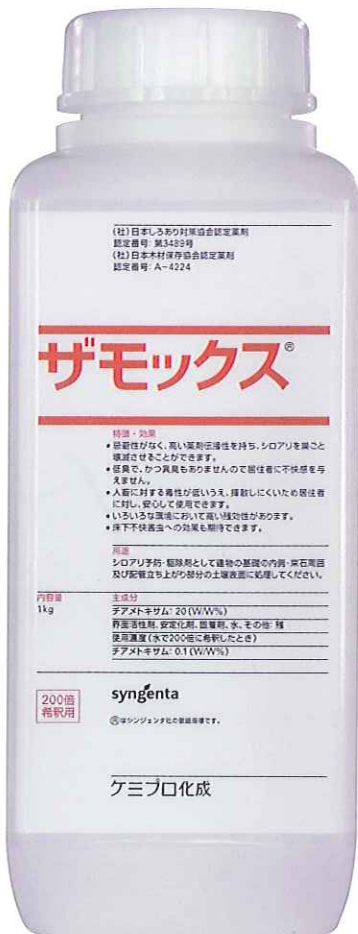 (社)日本しろあり対策協会認定薬剤
認定番号: 第3489号
(社)日本木材保存協会認定薬剤
認定番号: A-4224
ザモックス®
特徴・効果
• 忌避性がなく、高い薬剤伝播性を持ち、シロアリを巣ごと
壊滅させることができます。
• 低臭で、かつ異臭もありませんので居住者に不快感を与
えません。
• 人畜に対する毒性が低いうえ、揮散しにくいため居住者
に対し、安心して使用できます。
• いろいろな環境において高い残効性があります。
• 床下不快害虫への効果も期待できます。
用途
シロアリ予防・駆除剤として建物の基礎の内側・束石周囲
及び配管立ち上がり部分の土壌表面に処理してください。
内容量
1kg
主成分
チアメトキサム: 20(W/W%)
界面活性剤、安定化剤、固着剤、水、その他: 残
使用濃度(水で200倍に希釈したとき)
チアメトキサム: 0.1(W/W%)
200倍
希釈用
syngenta
®はシンジェンタ社の登録商標です。
ケミプロ化成